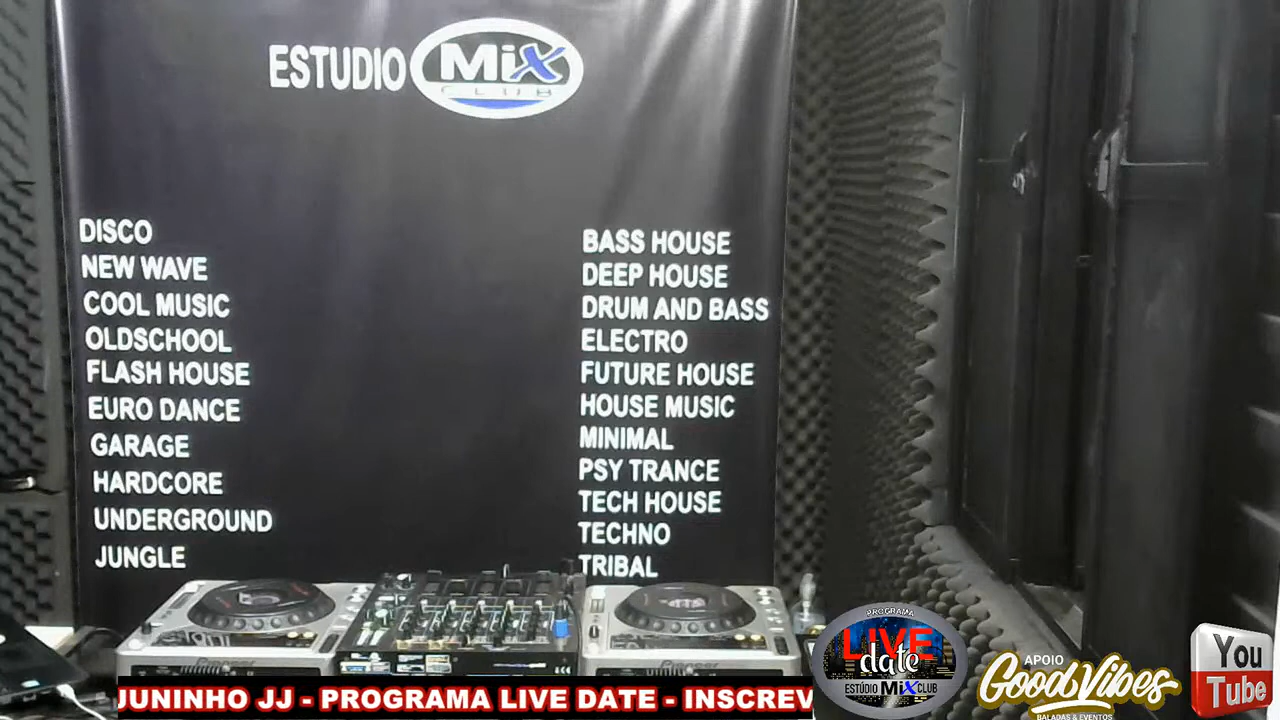 ESTUDIO MiX
CLUB
DISCO
NEW WAVE
COOL MUSIC
OLDSCHOOL
FLASH HOUSE
EURO DANCE
GARAGE
HARDCORE
UNDERGROUND
JUNGLE
BASS HOUSE
DEEP HOUSE
DRUM AND BASS
ELECTRO
FUTURE HOUSE
HOUSE MUSIC
MINIMAL
PSY TRANCE
TECH HOUSE
TECHNO
TRIBAL
JUNINHO JJ - PROGRAMA LIVE DATE - INSCREV
PROGRAMA
LIVE
date
ESTÚDIO MiX CLUB
APOIO
GoodVibes
BALADAS & EVENTOS
You
Tube